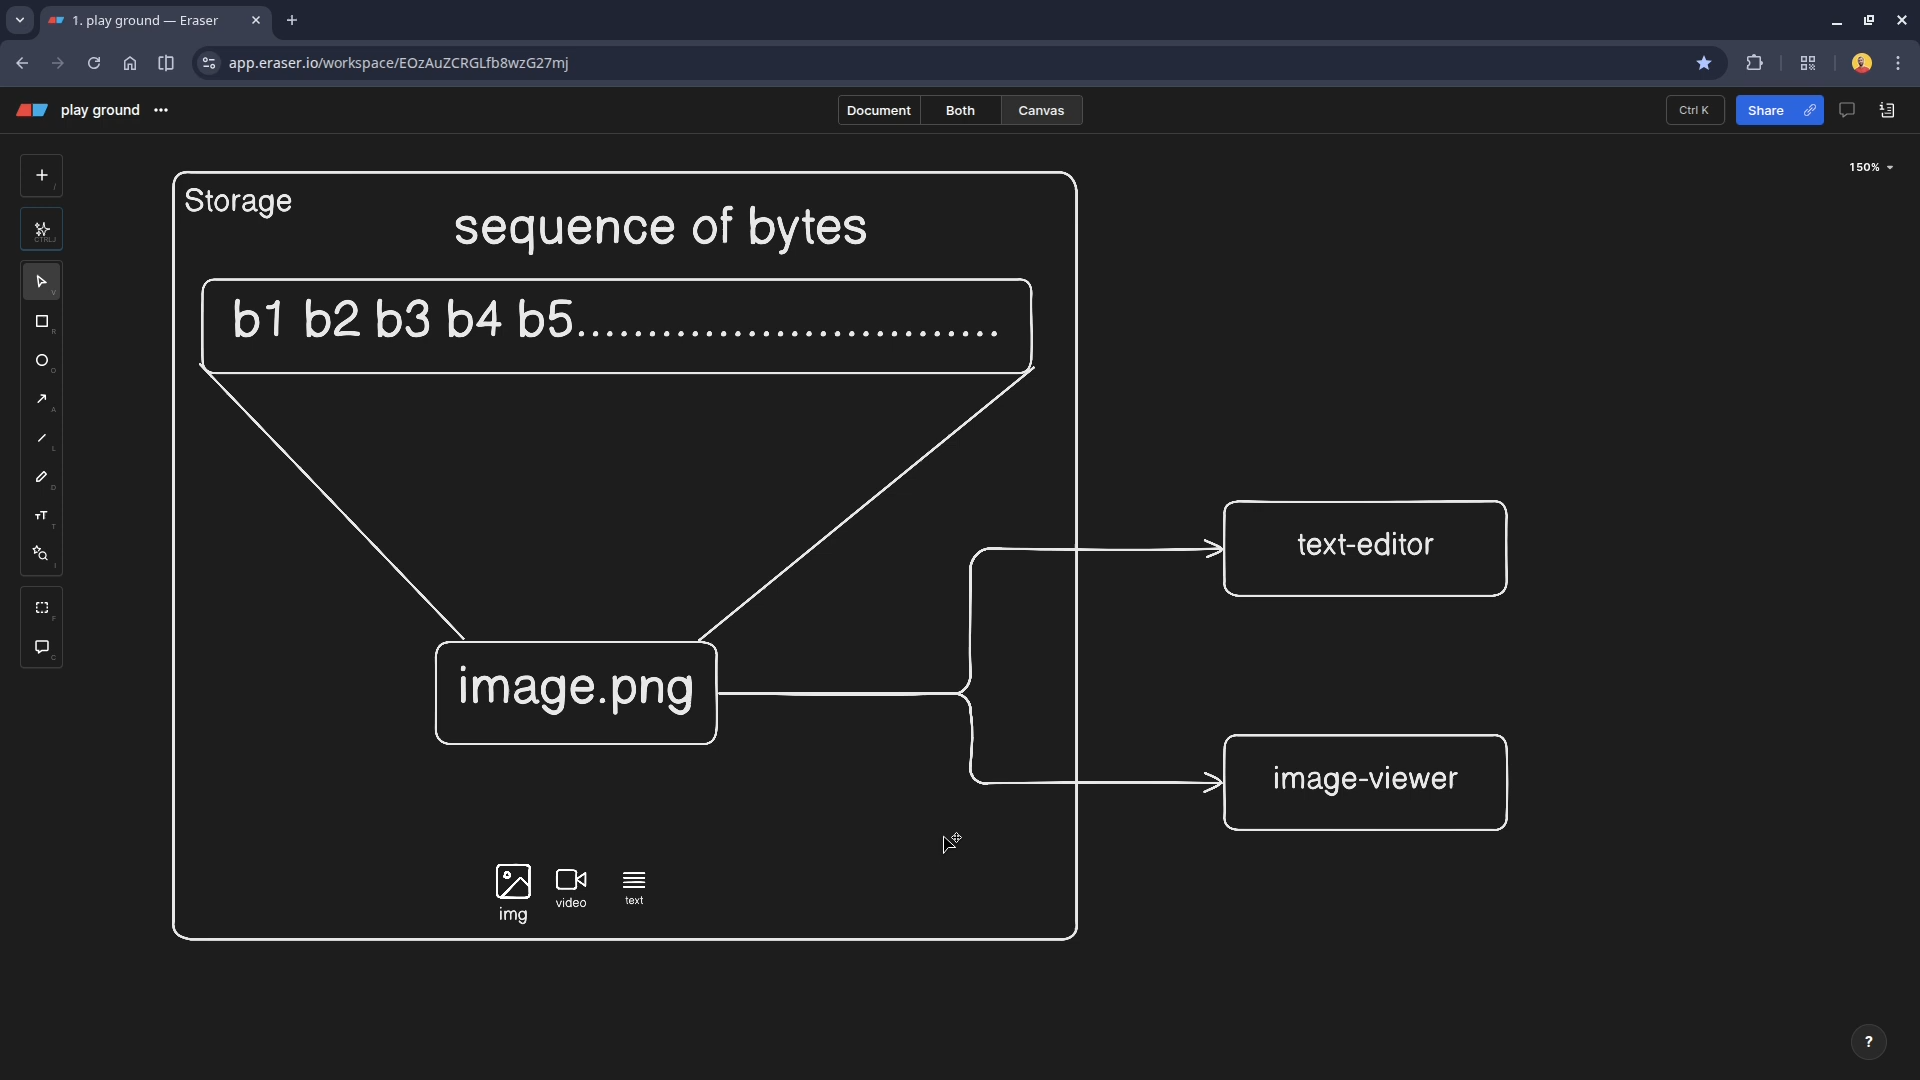 1. play ground — Eraser
app.eraser.io/workspace/EOzAuZCRGLfb8wzG27mj
play ground
Document Both Canvas
Ctrl K
Share
150%
/
CTRL J
V
R
O
A
L
D
T
I
F
C
Storage
sequence of bytes
b1 b2 b3 b4 b5..............................
text-editor
image.png
image-viewer
img video text
?